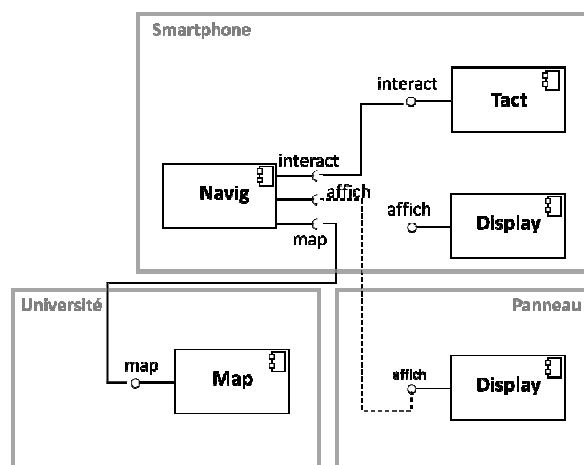 Smartphone
interact
Tact
interact
Navig
affich
affich
Display
map
Université
Panneau
map
Map
affich
Display